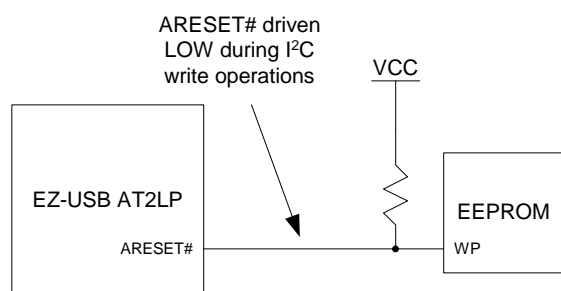 ARESET# driven
LOW during I²C
write operations
VCC
EZ-USB AT2LP
EEPROM
ARESET#
WP